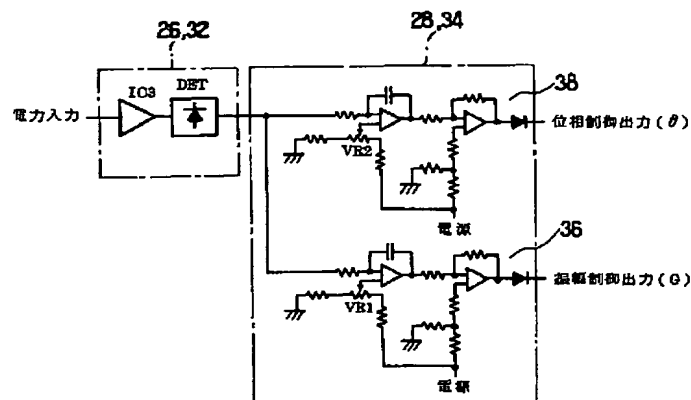 26,32
28,34
IC3
DET
電力入力
38
位相制御出力(θ)
VR2
電源
36
振幅制御出力(G)
VR1
電源